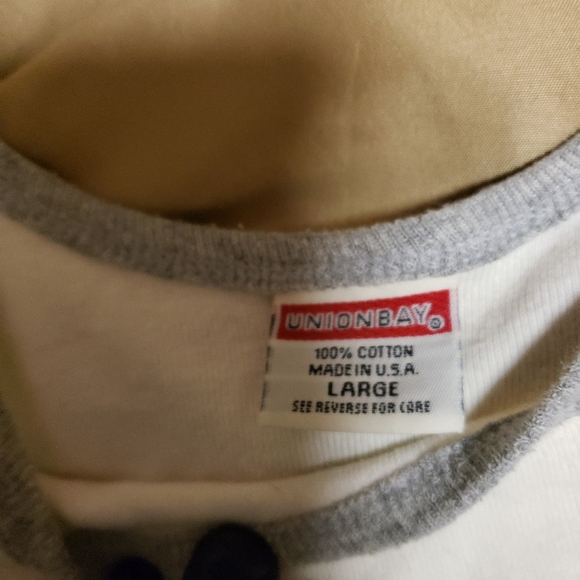 UNIONBAY®
100% COTTON
MADE IN U.S.A.
LARGE
SEE REVERSE FOR CARE